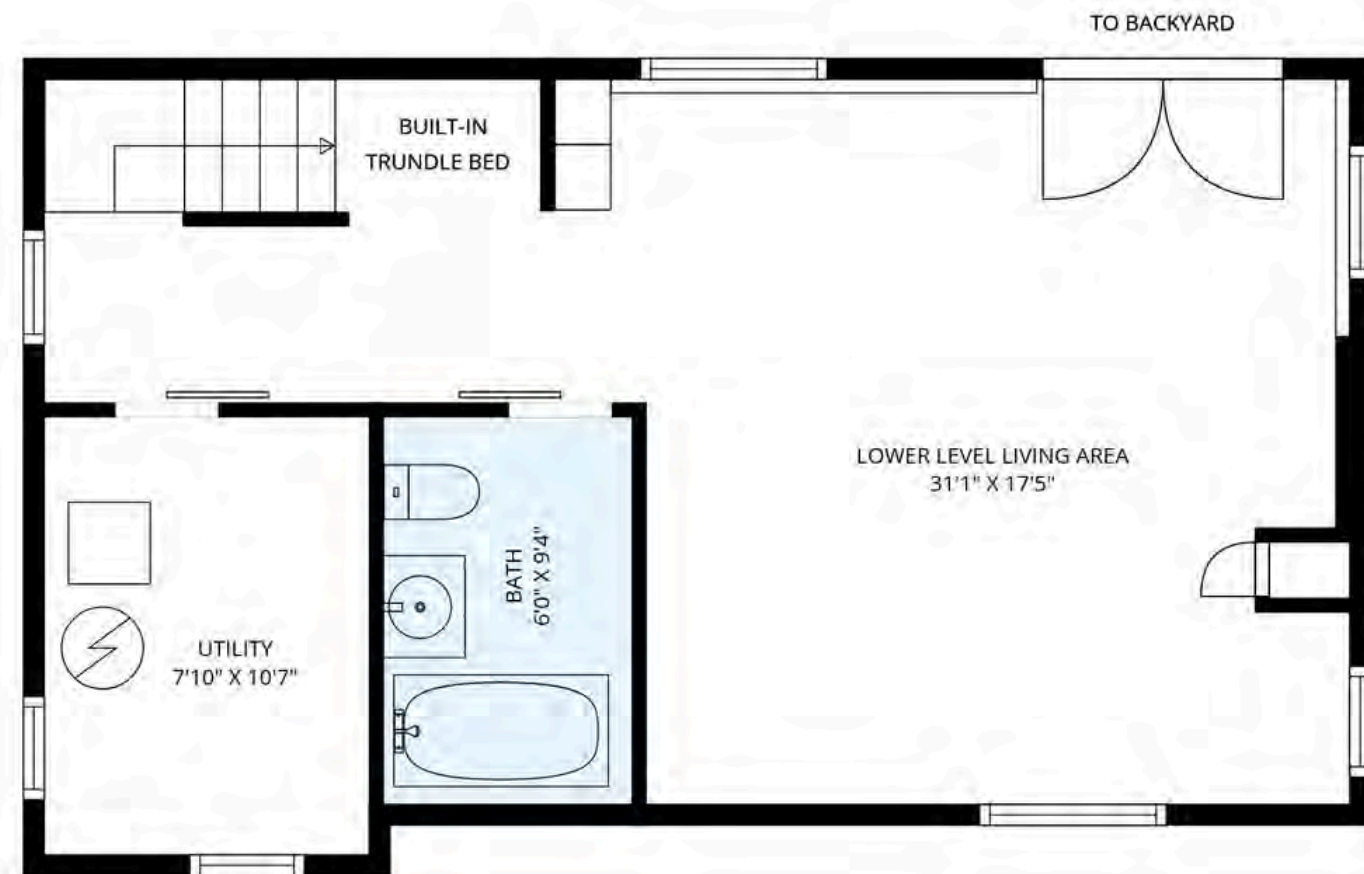 TO BACKYARD
BUILT-IN
TRUNDLE BED
LOWER LEVEL LIVING AREA
31'1" X 17'5"
BATH
6'0" X 9'4"
UTILITY
7'10" X 10'7"